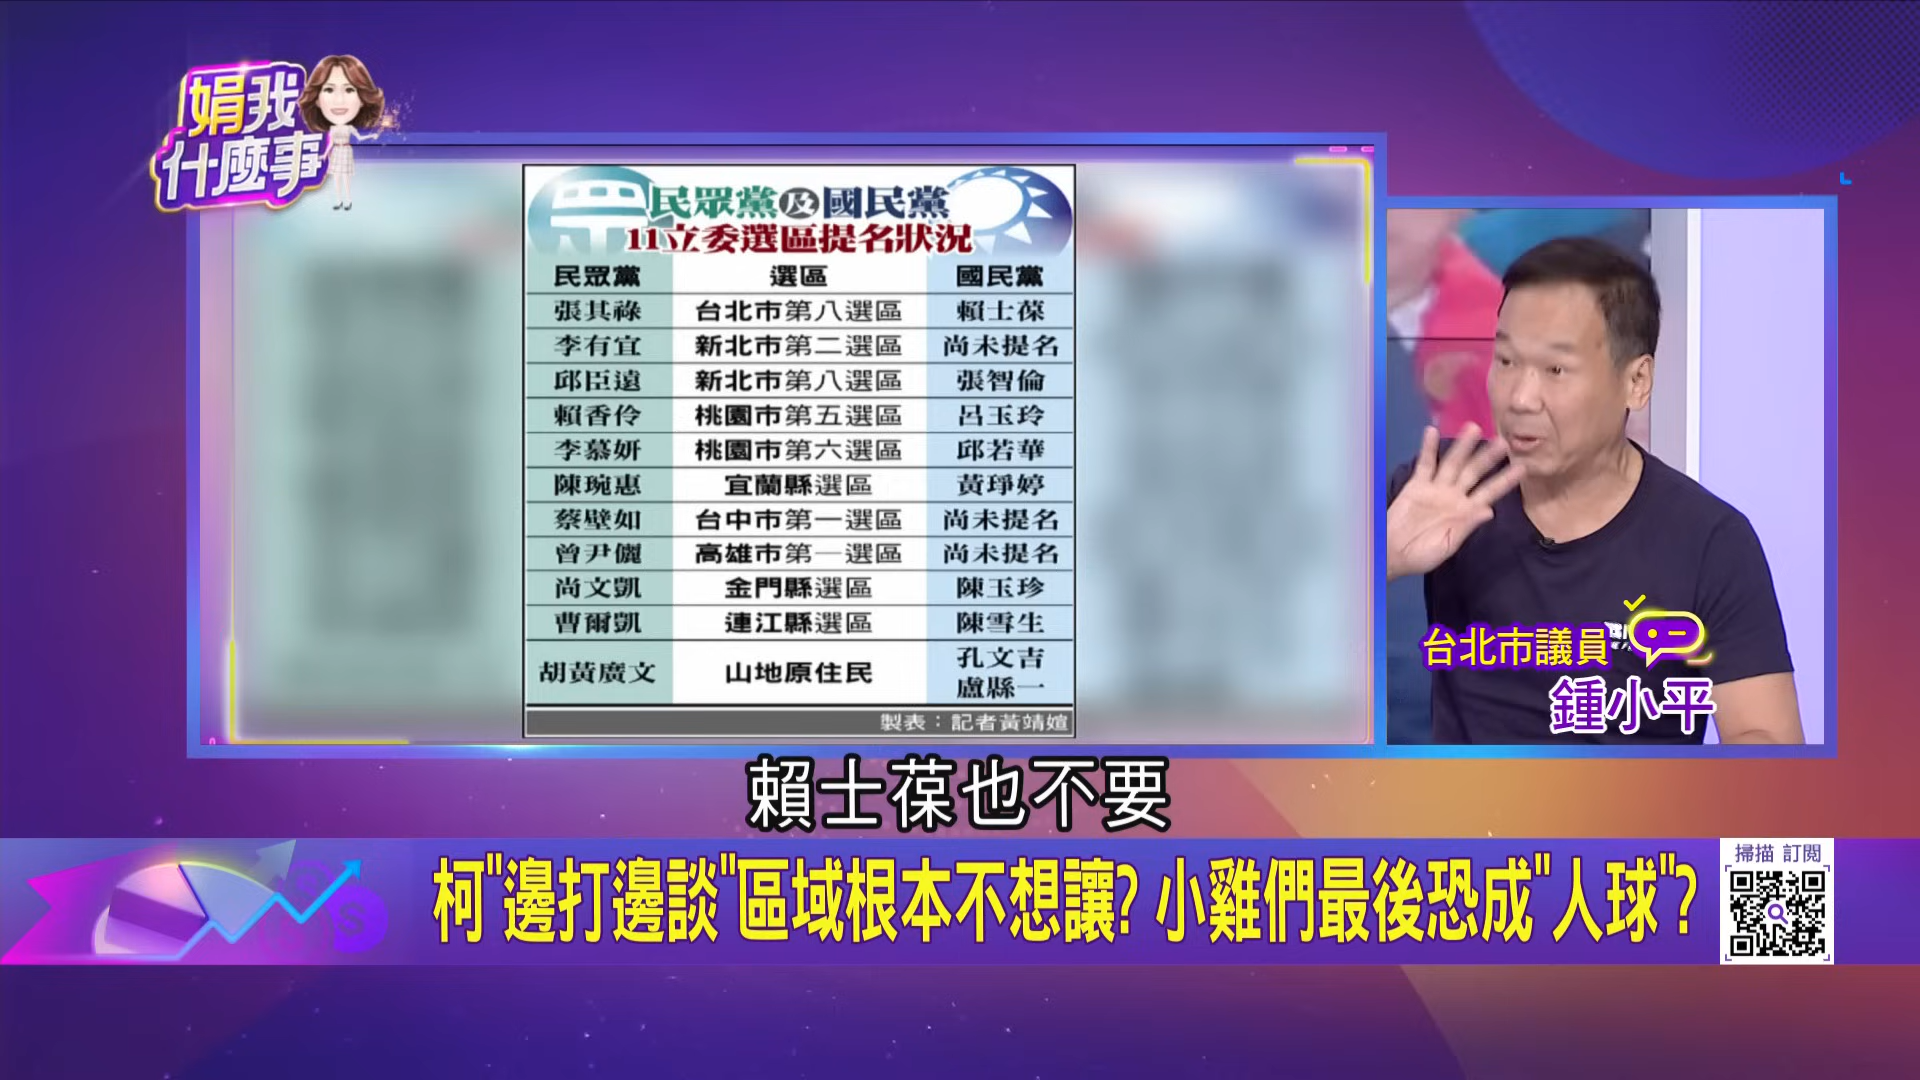 娟我
什麼事
民眾黨及國民黨
11立委選區提名狀況
民眾黨 選區 國民黨
張其祿 台北市第八選區 賴士葆
李有宜 新北市第二選區 尚未提名
邱臣遠 新北市第八選區 張智倫
賴香伶 桃園市第五選區 呂玉玲
李慕妍 桃園市第六選區 邱若華
陳琬惠 宜蘭縣選區 黃琤婷
蔡壁如 台中市第一選區 尚未提名
曾尹儷 高雄市第一選區 尚未提名
尚文凱 金門縣選區 陳玉珍
曹爾凱 連江縣選區 陳雪生
胡黃廣文 山地原住民 孔文吉
盧縣一
製表：記者黃靖媗
台北市議員
鍾小平
賴士葆也不要
柯"邊打邊談"區域根本不想讓? 小雞們最後恐成"人球"?
掃描 訂閱